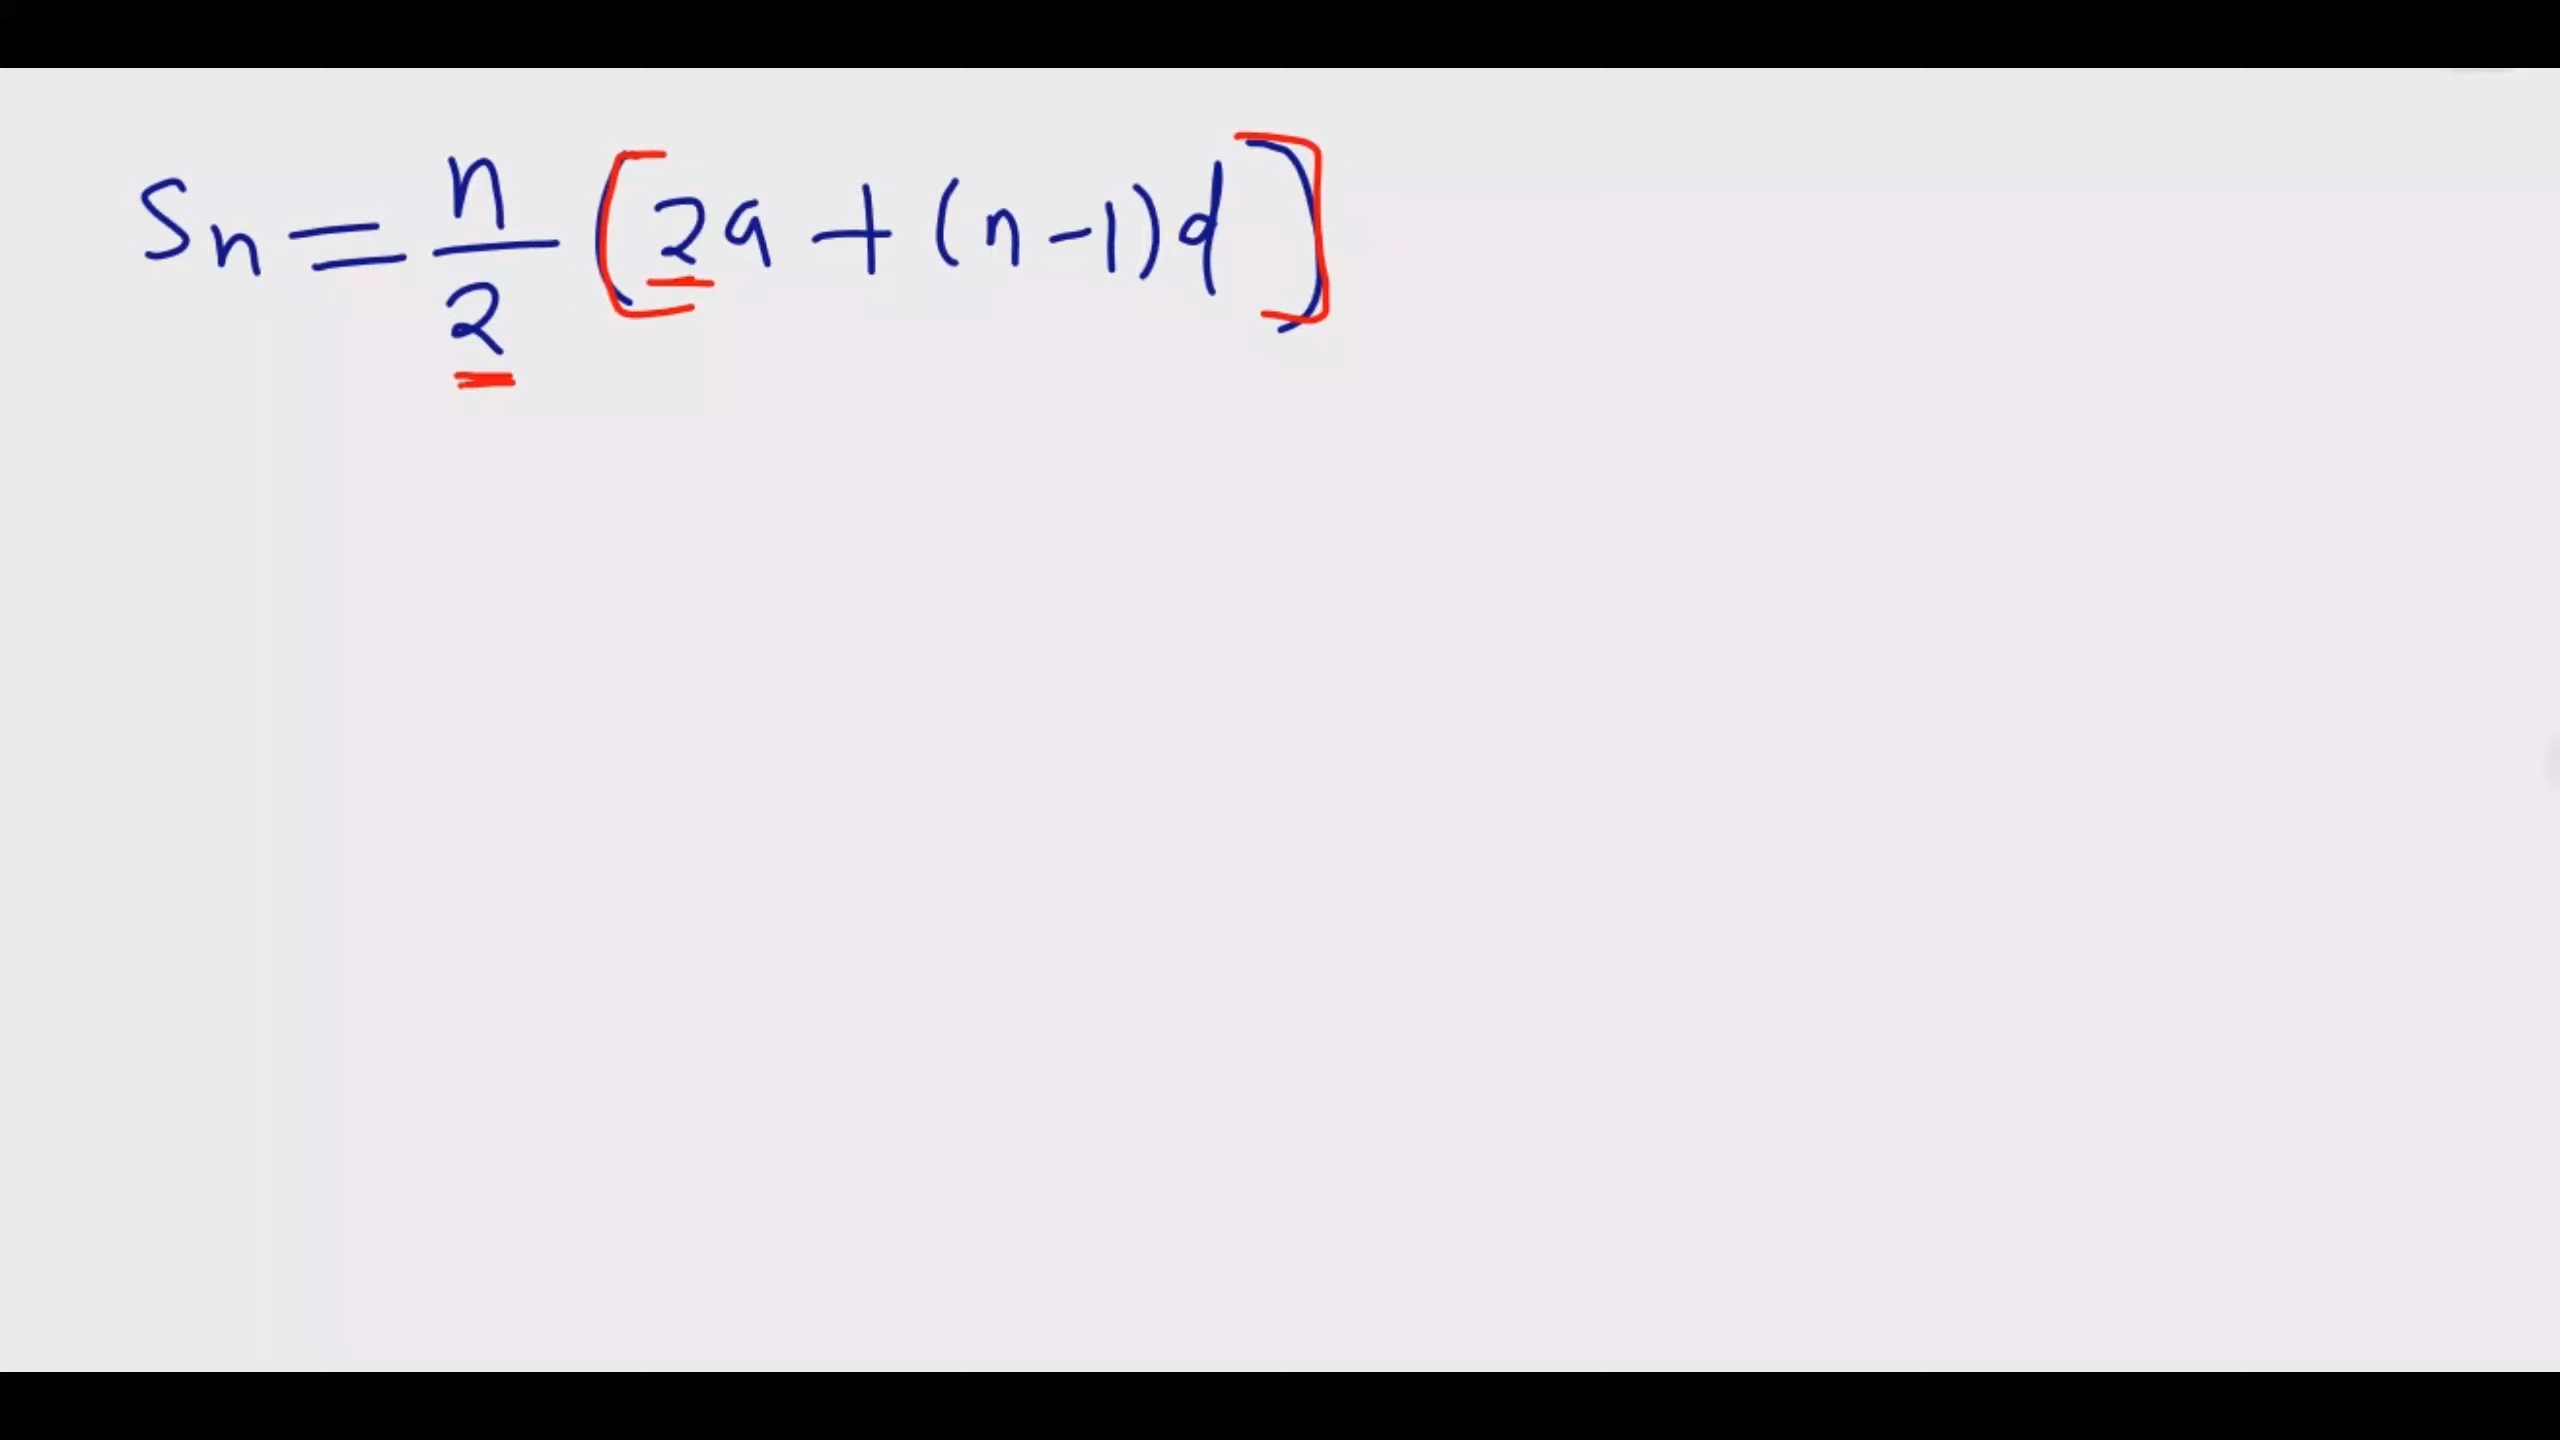 Sn = n/2 [2a + (n-1)d]